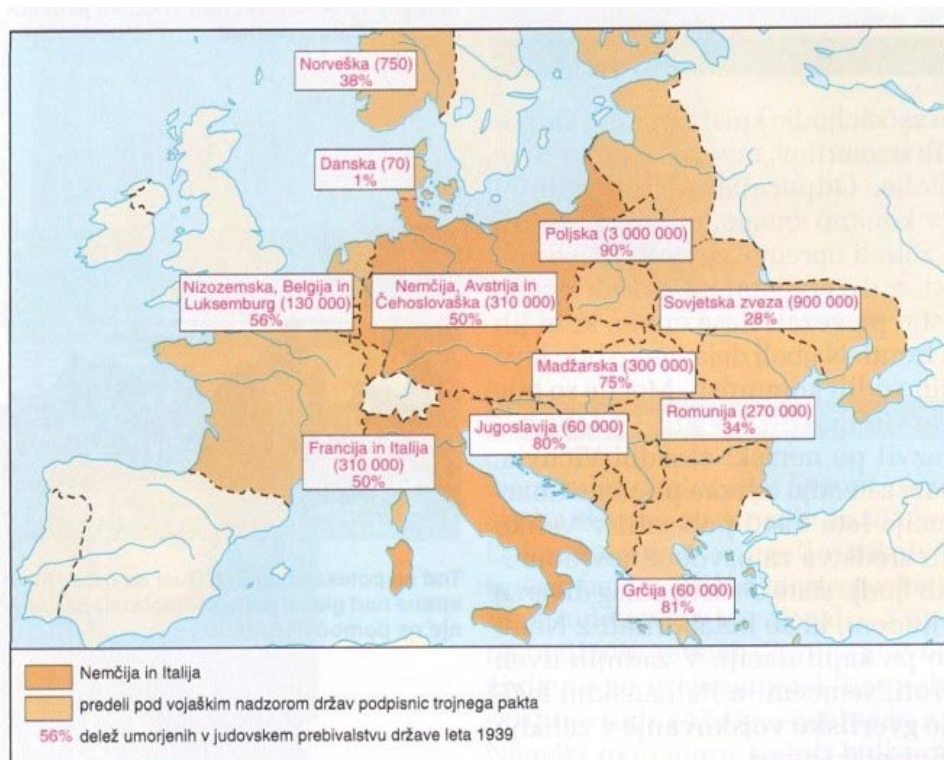 Norveška (750)
38%
Danska (70)
1%
Poljska (3 000 000)
90%
Nizozemska, Belgija in
Luksemburg (130 000)
56%
Nemčija, Avstrija in
Čehoslovaška (310 000)
50%
Sovjetska zveza (900 000)
28%
Madžarska (300 000)
75%
Romunija (270 000)
34%
Jugoslavija (60 000)
80%
Francija in Italija
(310 000)
50%
Grčija (60 000)
81%
Nemčija in Italija
predeli pod vojaškim nadzorom držav podpisnic trojnega pakta
56% delež umorjenih v judovskem prebivalstvu države leta 1939